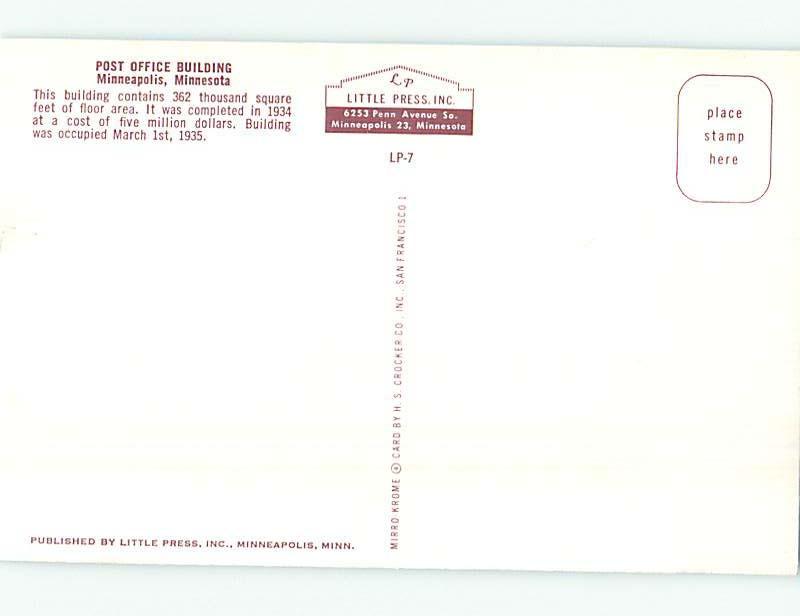 POST OFFICE BUILDING
Minneapolis, Minnesota
This building contains 362 thousand square
feet of floor area. It was completed in 1934
at a cost of five million dollars. Building
was occupied March 1st, 1935.
LP
LITTLE PRESS, INC.
6253 Penn Avenue So.
Minneapolis 23, Minnesota
LP-7
place
stamp
here
MIRRO-KROME ® CARD BY H. S. CROCKER CO., INC., SAN FRANCISCO 1
PUBLISHED BY LITTLE PRESS, INC., MINNEAPOLIS, MINN.